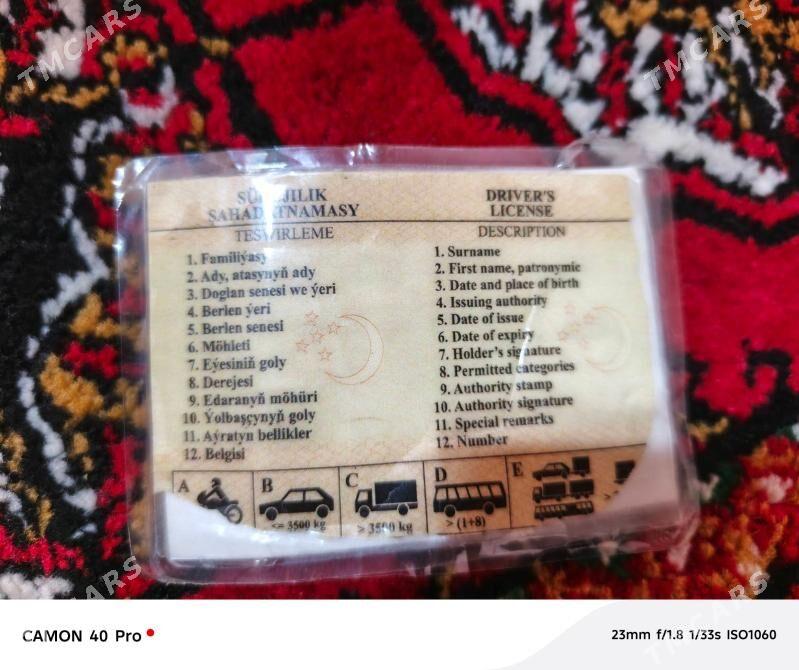 TMCARS
TMCARS
SAHADATNAMASY
DRIVER'S
LICENSE
TESWIRLEME
DESCRIPTION
1. Familiýasy
2. Ady, atasynyň ady
3. Doglan senesi we ýeri
4. Berlen ýeri
5. Berlen senesi
6. Möhleti
7. Eýesiniň goly
8. Derejesi
9. Edaranyň möhüri
10. Ýolbaşçynyň goly
11. Aýratyn bellikler
12. Belgisi
1. Surname
2. First name, patronymic
3. Date and place of birth
4. Issuing authority
5. Date of issue
6. Date of expiry
7. Holder's signature
8. Permitted categories
9. Authority stamp
10. Authority signature
11. Special remarks
12. Number
A
B
C
D
E
<= 3500 kg
> 3500 kg
> (1+8)
TMCARS
TMCARS
CAMON 40 Pro
23mm f/1.8 1/33s ISO1060